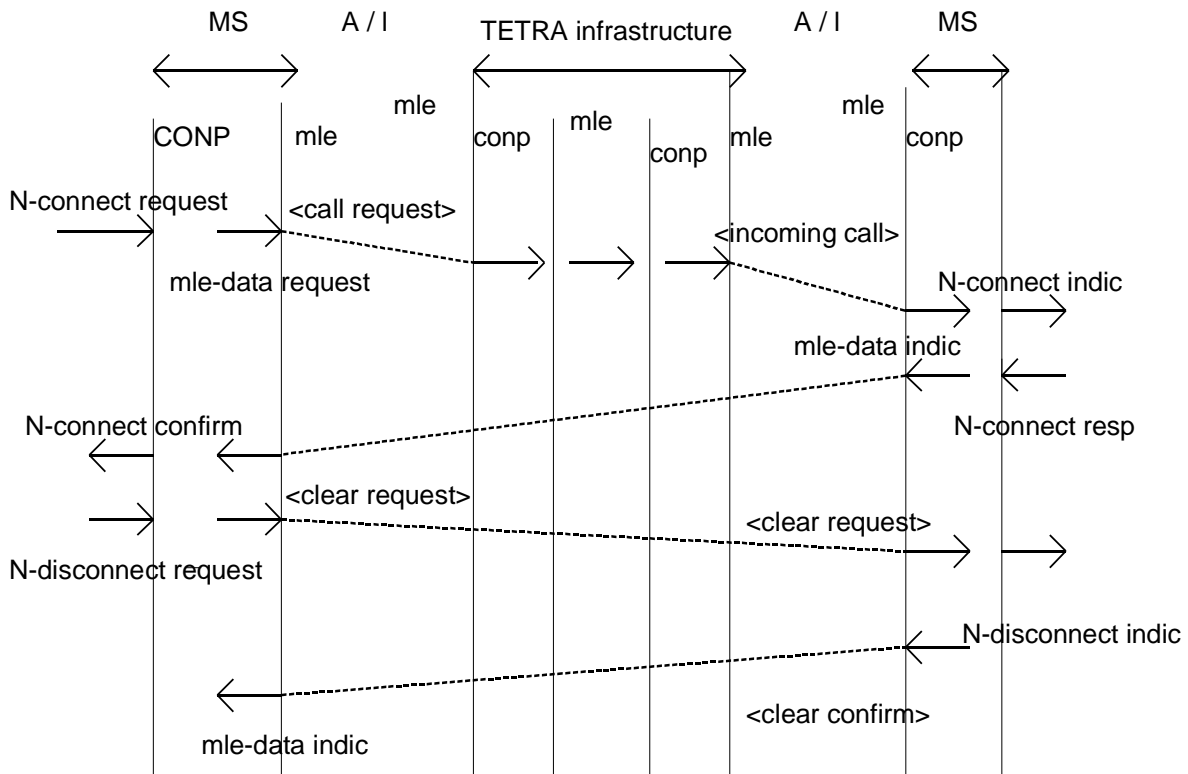 MS
A / I
TETRA infrastructure
A / I
MS
mle
mle
CONP
mle
conp
mle
conp
mle
conp
N-connect request
<call request>
<incoming call>
mle-data request
N-connect indic
mle-data indic
N-connect confirm
N-connect resp
<clear request>
<clear request>
N-disconnect request
N-disconnect indic
<clear confirm>
mle-data indic